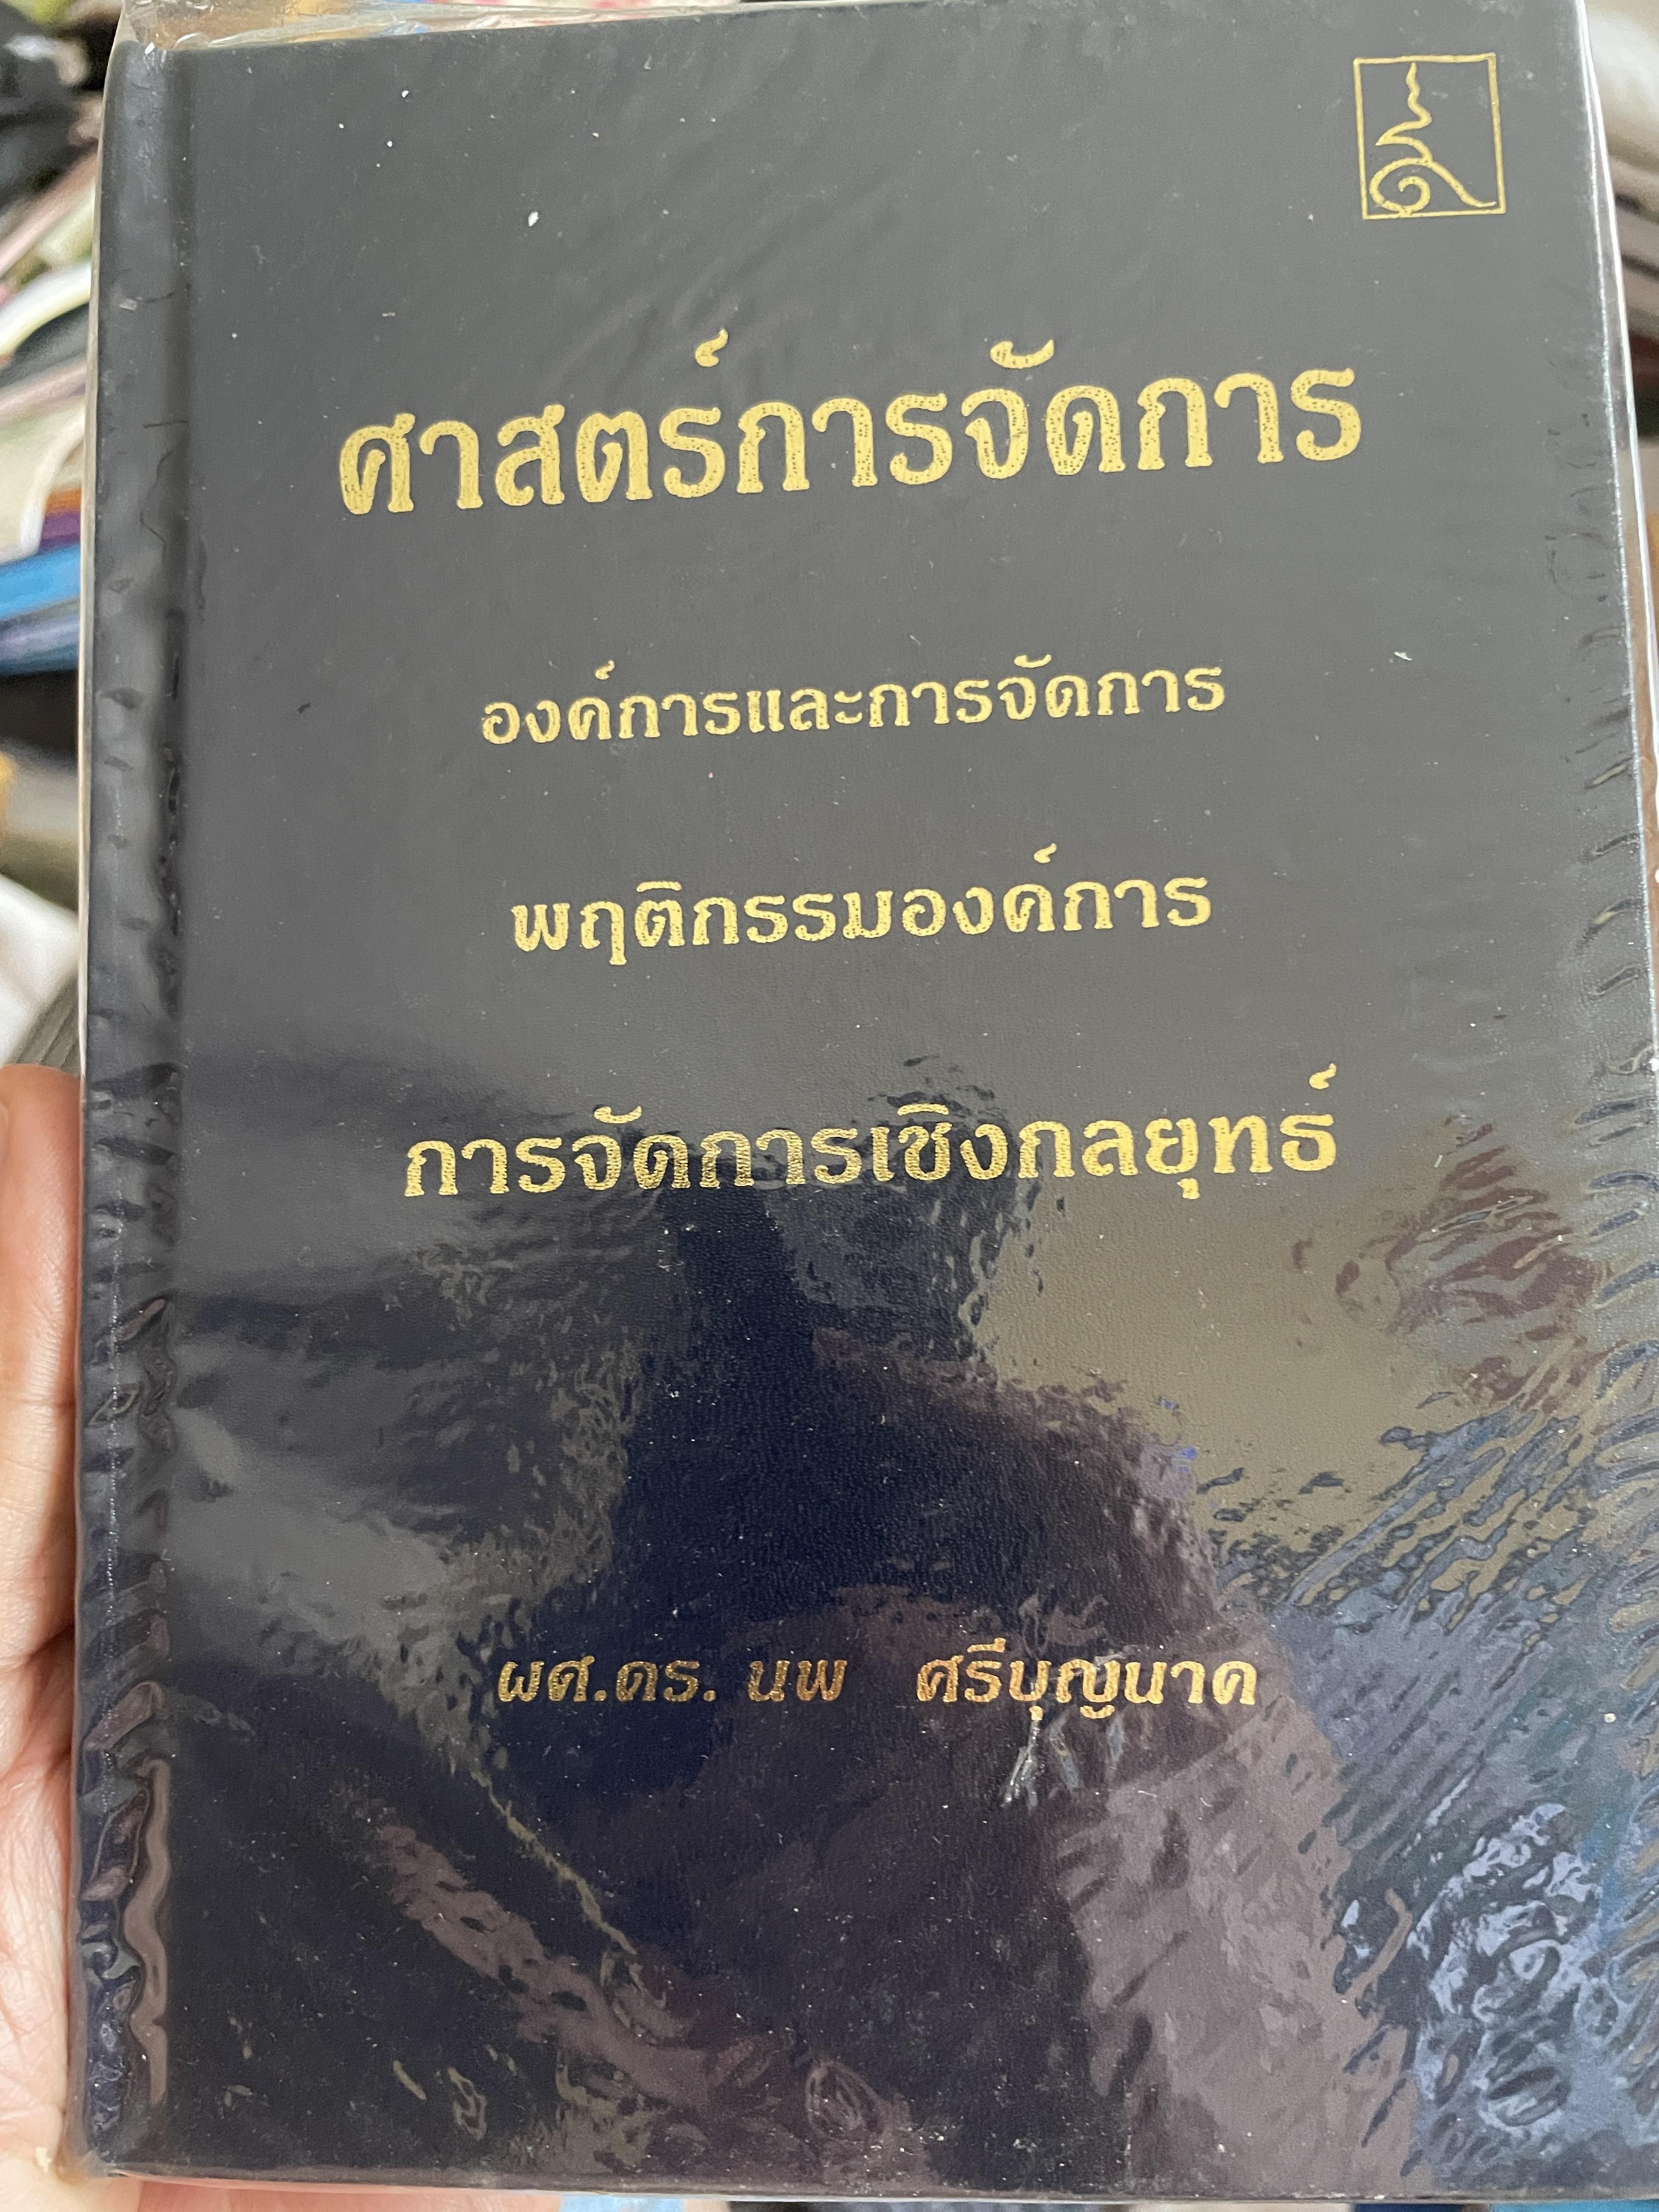 ศาสตร์การจัดการ
องค์การและการจัดการ
พฤติกรรมองค์การ
การจัดการเชิงกลยุทธ์
ผศ.ดร. นพ ศรีบุญนาค